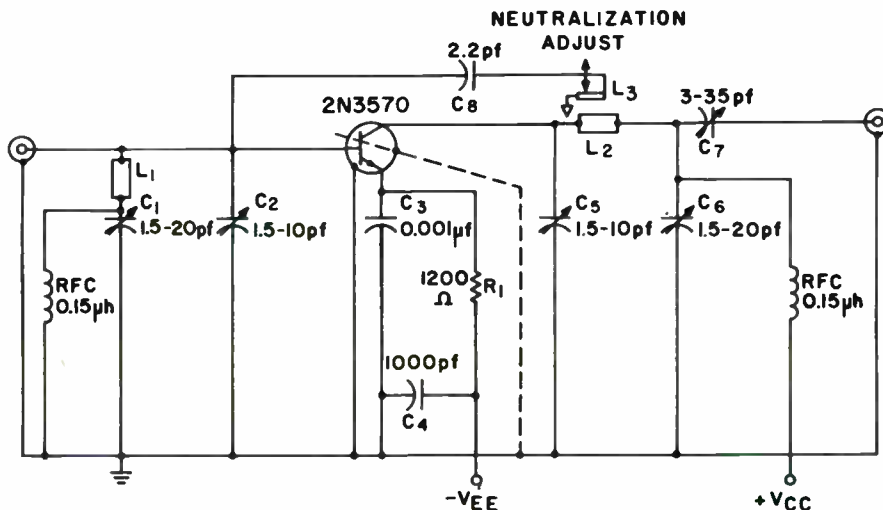 NEUTRALIZATION
ADJUST
2.2pf
C8
L3
2N3570
3-35pf
C7
L2
L1
C1
1.5-20pf
C2
1.5-10pf
C3
0.001µf
C5
1.5-10pf
C6
1.5-20pf
RFC
0.15µh
1200
Ω
R1
RFC
0.15µh
1000pf
C4
-VEE
+VCC